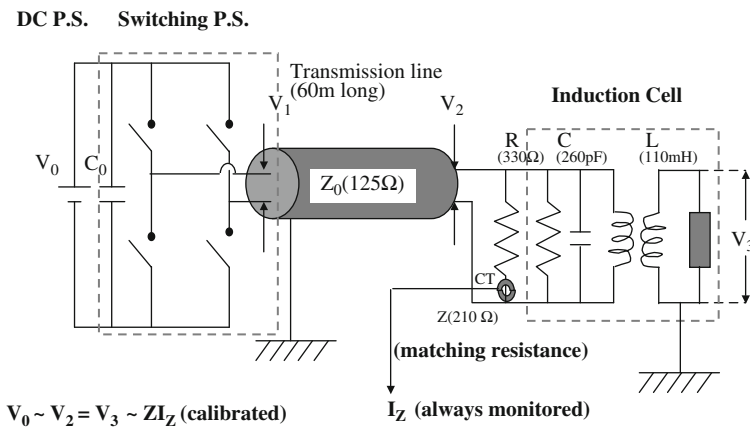 DC P.S. Switching P.S.
Transmission line
(60m long)
V1
V2
Induction Cell
R
(330Ω)
C
(260pF)
L
(110mH)
V0
C0
Z0(125Ω)
V3
CT
Z(210 Ω)
(matching resistance)
V0 ~ V2 = V3 ~ ZIZ (calibrated)
IZ (always monitored)